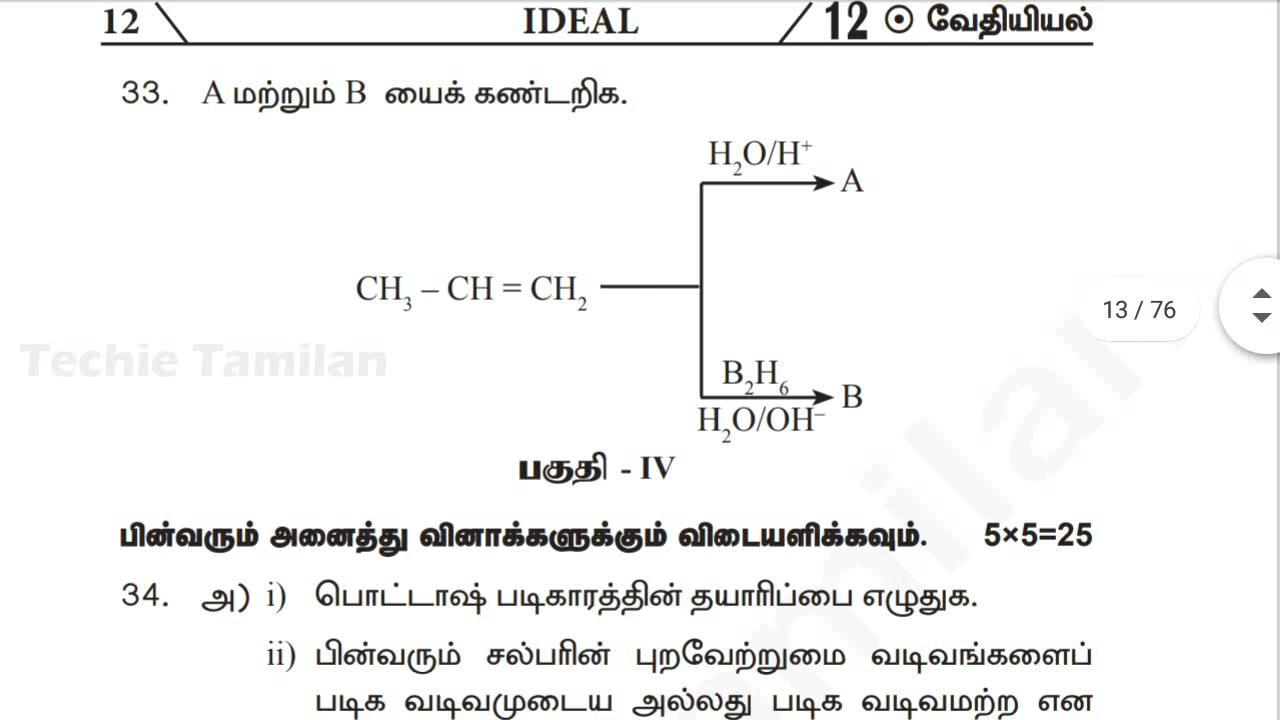 12 IDEAL 12 வேதியியல்
33. A மற்றும் B யைக் கண்டறிக.
H₂O/H⁺
A
CH₃ – CH = CH₂
13 / 76
Techie Tamilan
B₂H₆
B
H₂O/OH⁻
பகுதி - IV
பின்வரும் அனைத்து வினாக்களுக்கும் விடையளிக்கவும். 5×5=25
34. அ) i) பொட்டாஷ் படிகாரத்தின் தயாரிப்பை எழுதுக.
ii) பின்வரும் சல்பரின் புறவேற்றுமை வடிவங்களைப்
படிக வடிவமுடைய அல்லது படிக வடிவமற்ற என